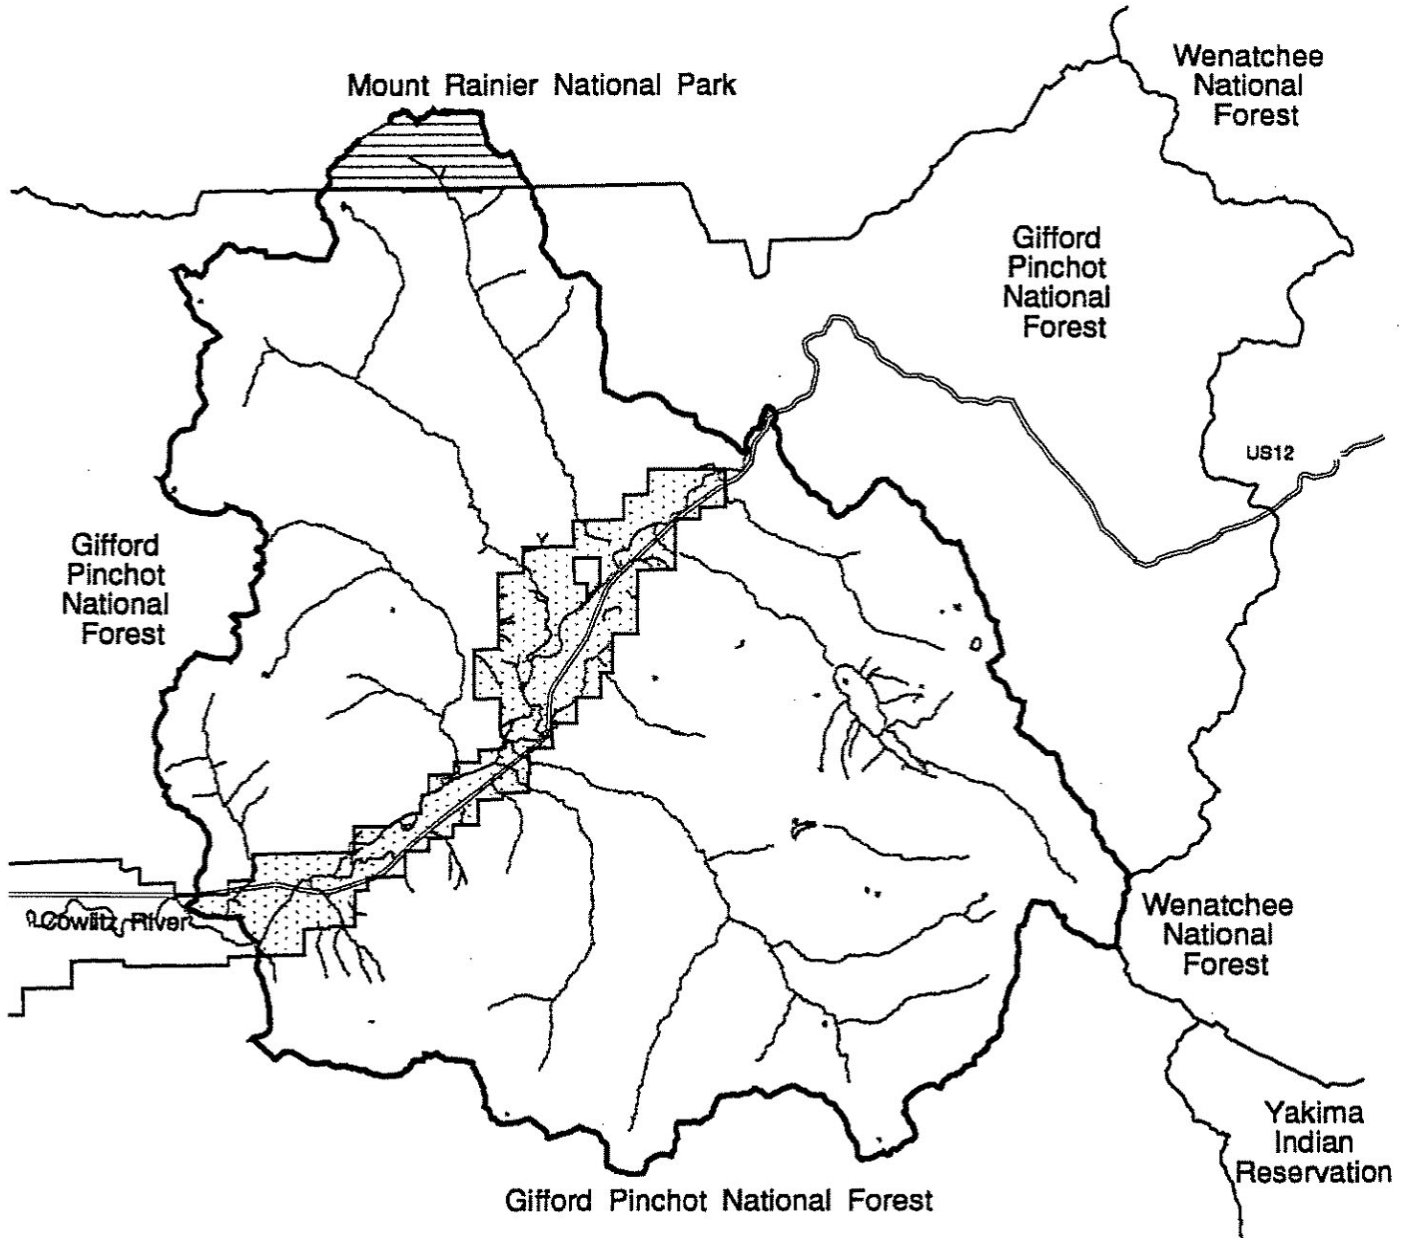 Mount Rainier National Park
Wenatchee
National
Forest
Gifford
Pinchot
National
Forest
US12
Gifford
Pinchot
National
Forest
Cowlitz River
Wenatchee
National
Forest
Yakima
Indian
Reservation
Gifford Pinchot National Forest